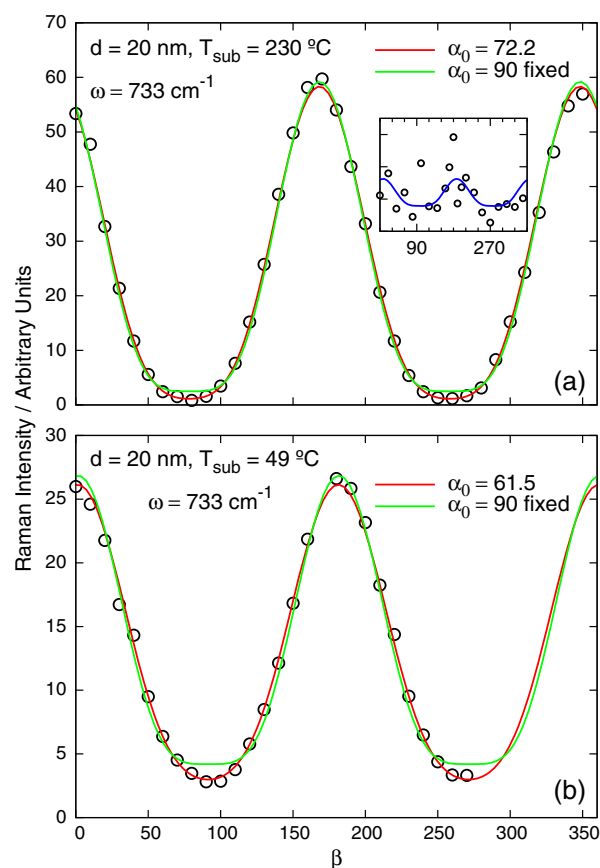 70
60
50
40
30
20
10
0
d = 20 nm, T_sub = 230 ºC
ω = 733 cm⁻¹
α₀ = 72.2
α₀ = 90 fixed
90 270
(a)
Raman Intensity / Arbitrary Units
30
25
20
15
10
5
0
d = 20 nm, T_sub = 49 ºC
ω = 733 cm⁻¹
α₀ = 61.5
α₀ = 90 fixed
(b)
0 50 100 150 200 250 300 350
β